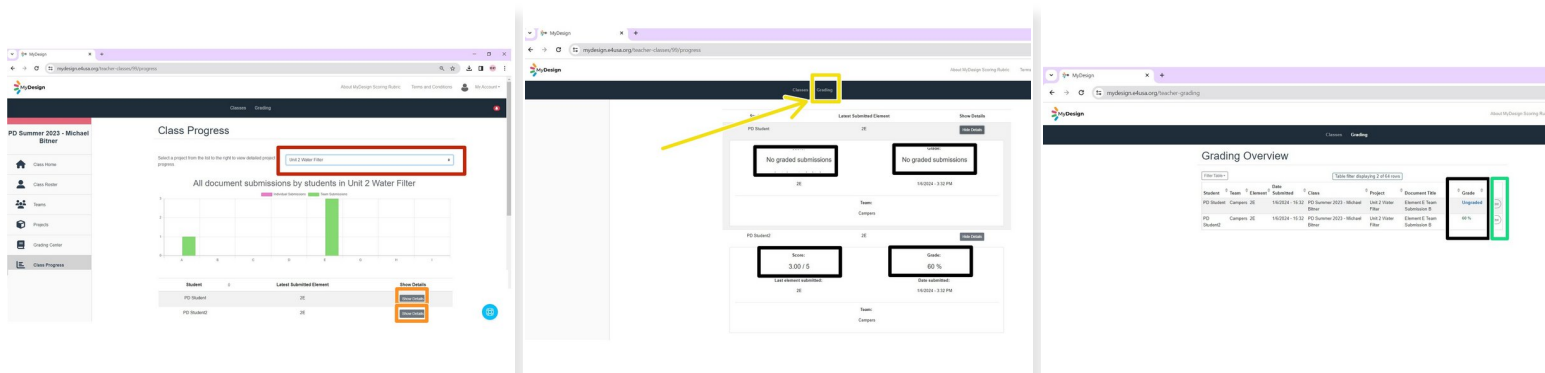 MyDesign
mydesign.e4usa.org/teacher-classes/99/progress
MyDesign
About MyDesign Scoring Rubric
Terms and Conditions
My Account
Classes
Grading
PD Summer 2023 - Michael
Bitner
Class Home
Class Roster
Teams
Projects
Grading Center
Class Progress
Class Progress
Select a project from the list to the right to view detailed project
progress.
Unit 2 Water Filter
All document submissions by students in Unit 2 Water Filter
Individual Submissions
Team Submissions
Student
Latest Submitted Element
Show Details
PD Student
2E
Show Details
PD Student2
2E
Show Details
MyDesign
mydesign.e4usa.org/teacher-classes/99/progress
MyDesign
About MyDesign Scoring Rubric
Terms
Classes
Grading
Latest Submitted Element
Show Details
PD Student
2E
Hide Details
No graded submissions
No graded submissions
2E
1/6/2024 - 3:32 PM
Team:
Campers
PD Student2
2E
Hide Details
Score:
Grade:
3.00 / 5
60 %
Last element submitted:
Date submitted:
2E
1/6/2024 - 3:32 PM
Team:
Campers
MyDesign
mydesign.e4usa.org/teacher-grading
MyDesign
About MyDesign Scoring
Classes
Grading
Grading Overview
Filter Table
Table filter displaying 2 of 64 rows
Student
Team
Element
Date
Submitted
Class
Project
Document Title
Grade
PD Student
Campers
2E
1/6/2024 - 15:32
PD Summer 2023 - Michael
Bitner
Unit 2 Water
Filter
Element E Team
Submission B
Ungraded
PD
Student2
Campers
2E
1/6/2024 - 15:32
PD Summer 2023 - Michael
Bitner
Unit 2 Water
Filter
Element E Team
Submission B
60 %